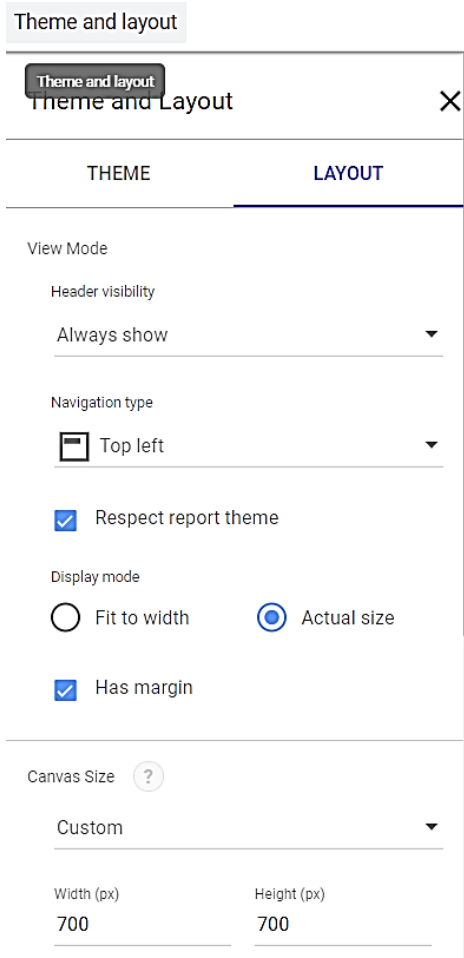 Theme and layout
Theme and layout
Theme and Layout
THEME LAYOUT
View Mode
Header visibility
Always show
Navigation type
Top left
Respect report theme
Display mode
Fit to width Actual size
Has margin
Canvas Size ?
Custom
Width (px) Height (px)
700 700